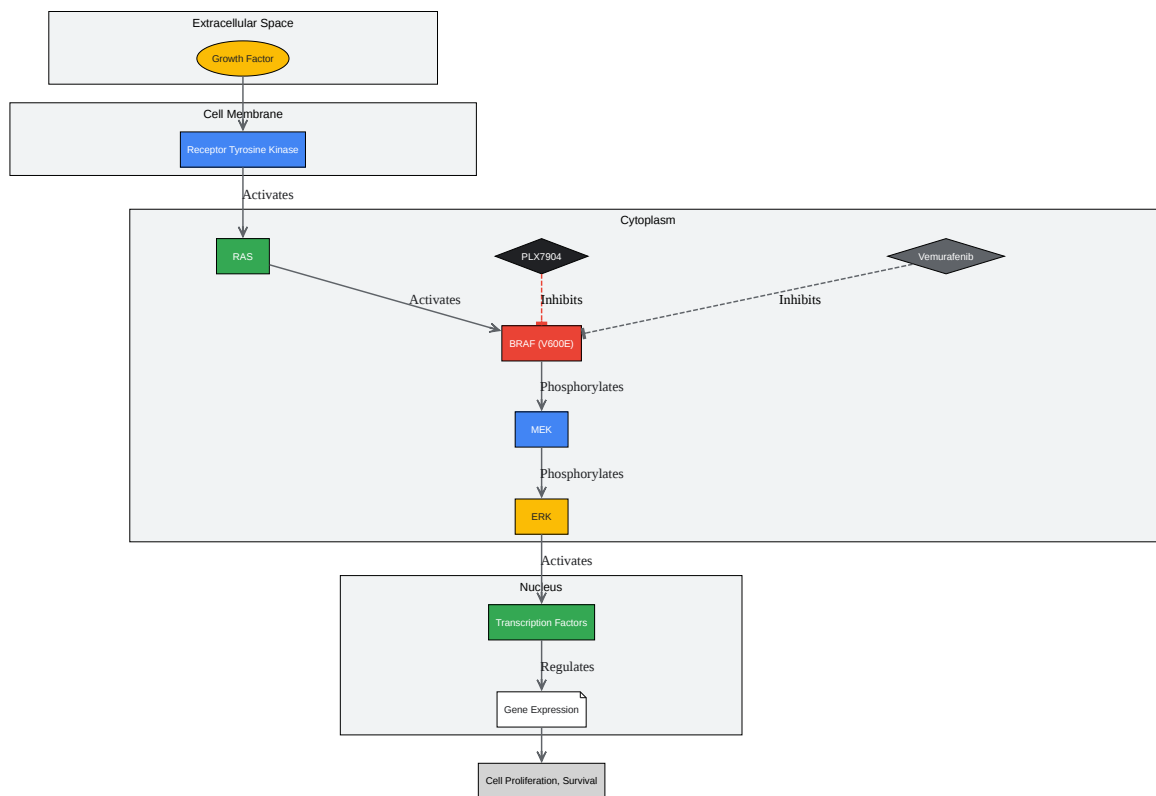 Extracellular Space
Growth Factor
Cell Membrane
Receptor Tyrosine Kinase
Activates
Cytoplasm
RAS
PLX7904
Vemurafenib
Activates
Inhibits
Inhibits
BRAF (V600E)
Phosphorylates
MEK
Phosphorylates
ERK
Activates
Nucleus
Transcription Factors
Regulates
Gene Expression
Cell Proliferation, Survival